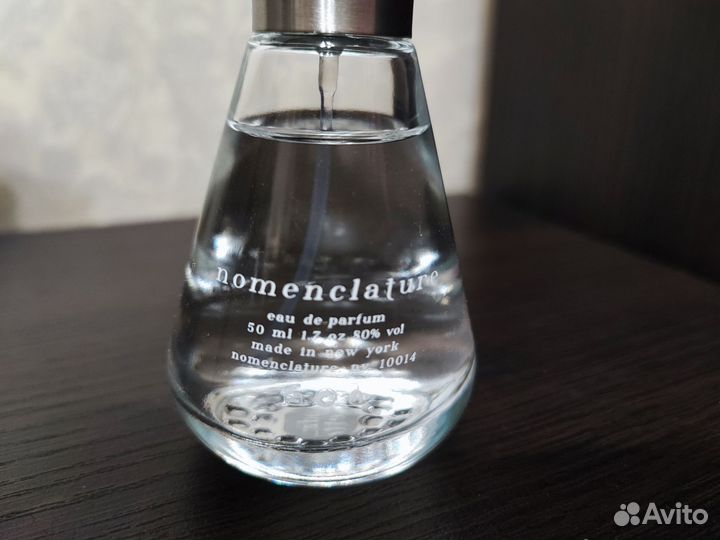 nomenclature
eau de parfum
50 ml 1.7 oz 80% vol
made in new york
nomenclature, ny 10014
Avito